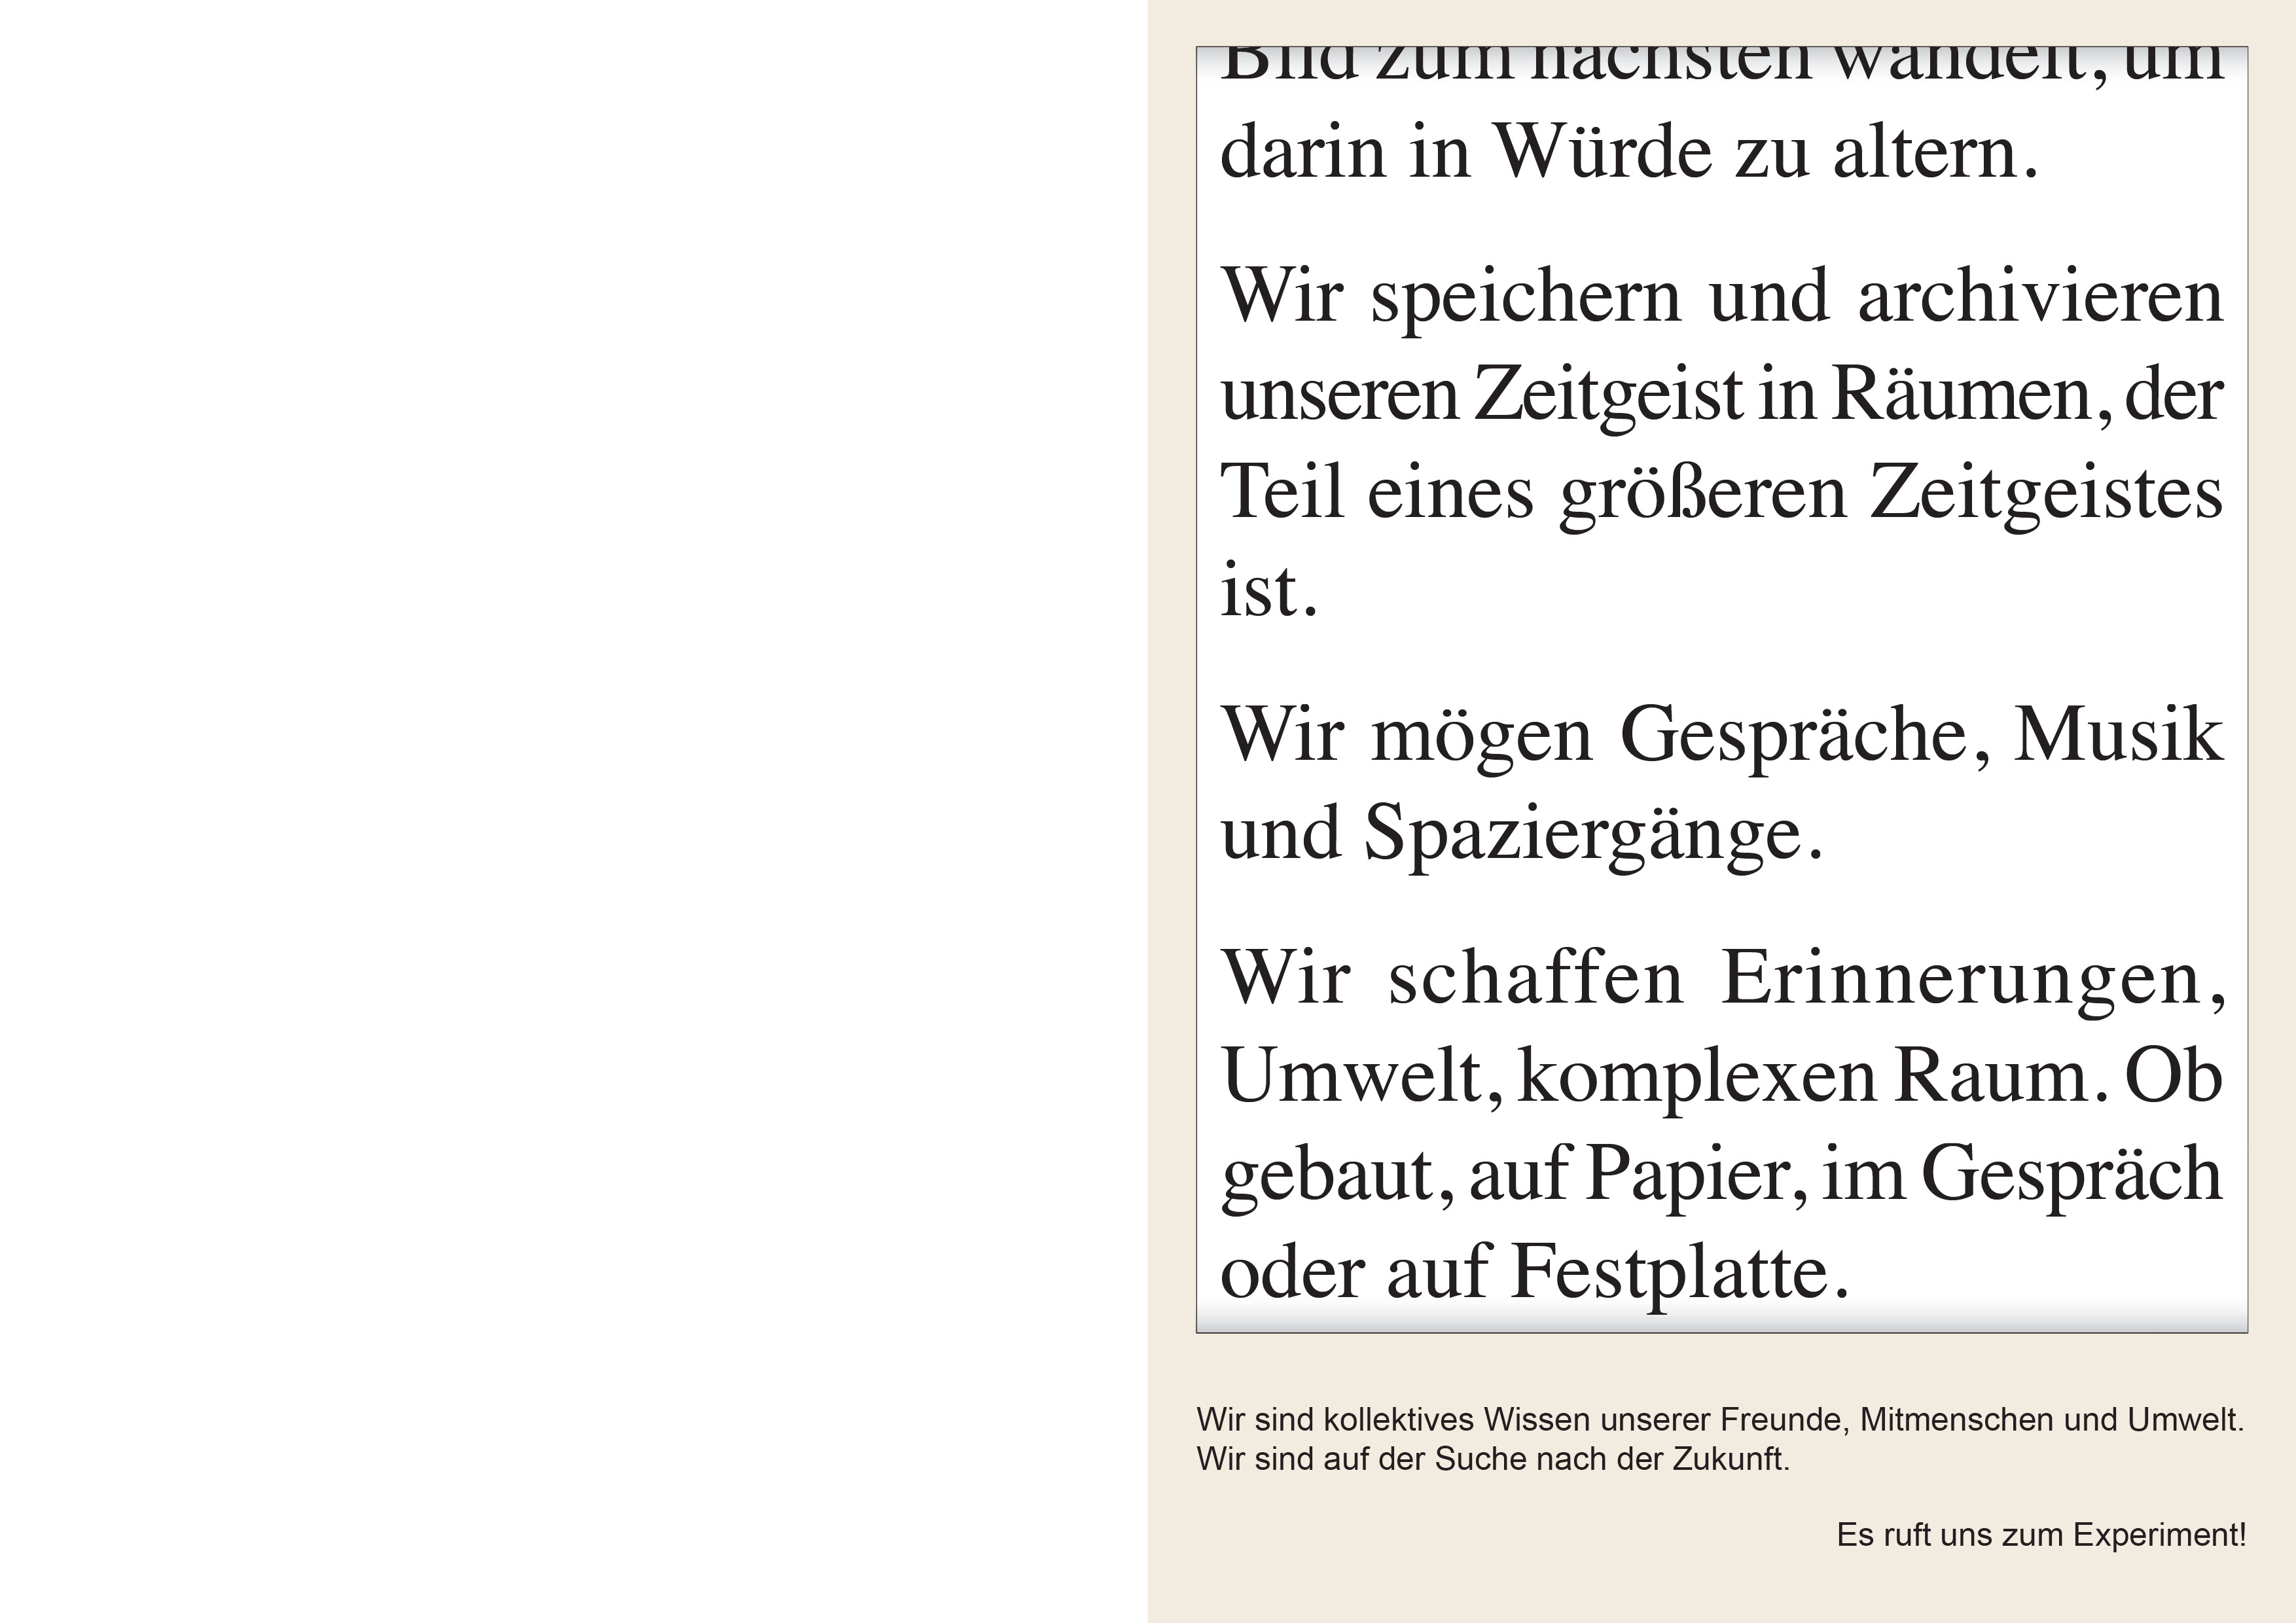 Bild zum nächsten wandelt, um
darin in Würde zu altern.
Wir speichern und archivieren
unseren Zeitgeist in Räumen, der
Teil eines größeren Zeitgeistes
ist.
Wir mögen Gespräche, Musik
und Spaziergänge.
Wir schaffen Erinnerungen,
Umwelt, komplexen Raum. Ob
gebaut, auf Papier, im Gespräch
oder auf Festplatte.
Wir sind kollektives Wissen unserer Freunde, Mitmenschen und Umwelt.
Wir sind auf der Suche nach der Zukunft.
Es ruft uns zum Experiment!